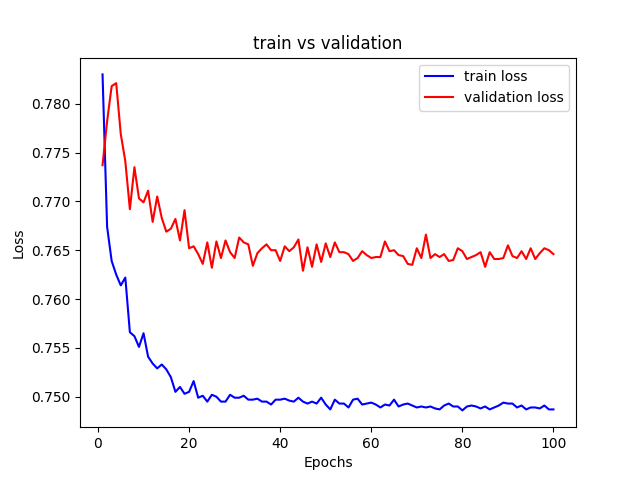 train vs validation
train loss
validation loss
0.780
0.775
0.770
0.765
0.760
0.755
0.750
Loss
0 20 40 60 80 100
Epochs